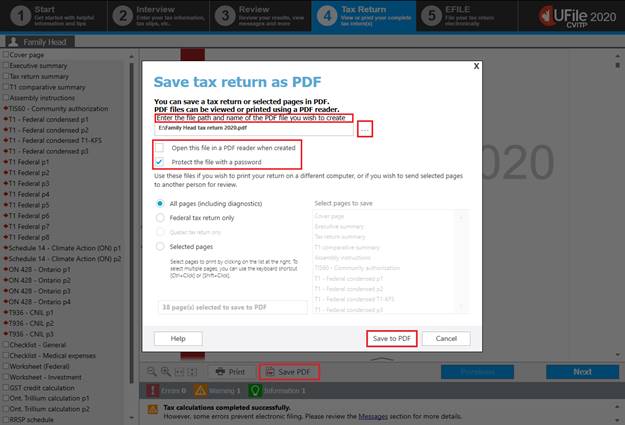 1 Start
Get started with helpful
information and tips
2 Interview
Enter your tax information,
tax slips, etc.
3 Review
Review your results, view
messages and more
4 Tax Return
View or print your complete
tax return(s)
5 EFILE
File your tax return
electronically
UFile 2020
CVITP
Family Head
Cover page
Executive summary
Tax return summary
T1 comparative summary
Assembly instructions
TIS60 - Community authorization
T1 - Federal condensed p1
T1 - Federal condensed p2
T1 - Federal condensed T1-KFS
T1 - Federal condensed p3
T1 Federal p1
T1 Federal p2
T1 Federal p3
T1 Federal p4
T1 Federal p5
T1 Federal p6
T1 Federal p7
T1 Federal p8
Schedule 14 - Climate Action (ON) p1
Schedule 14 - Climate Action (ON) p2
ON 428 - Ontario p1
ON 428 - Ontario p2
ON 428 - Ontario p3
ON 428 - Ontario p4
T936 - CNIL p1
T936 - CNIL p2
T936 - CNIL p3
Checklist - General
Checklist - Medical expenses
Worksheet (Federal)
Worksheet - Investment
GST credit calculation
Ont. Trillium calculation p1
Ont. Trillium calculation p2
RRSP schedule
2020
X
Save tax return as PDF
You can save a tax return or selected pages in PDF.
PDF files can be viewed or printed using a PDF reader.
Enter the file path and name of the PDF file you wish to create
E:\Family Head tax return 2020.pdf
...
Open this file in a PDF reader when created
Protect the file with a password
Use these files if you wish to print your return on a different computer, or if you wish to send selected pages
to another person for review.
All pages (including diagnostics)
Federal tax return only
Quebec tax return only
Selected pages
Select pages to print by clicking on the list at the right. To
select multiple pages, you can use the keyboard shortcut
[Ctrl+Click] or [Shift+Click].
38 page(s) selected to save to PDF
Select pages to save
Cover page
Executive summary
Tax return summary
T1 comparative summary
Assembly instructions
TIS60 - Community authorization
T1 - Federal condensed p1
T1 - Federal condensed p2
T1 - Federal condensed T1-KFS
T1 - Federal condensed p3
Help
Save to PDF
Cancel
Print
Save PDF
Previous
Next
Errors 0
Warning 1
Information 1
Tax calculations completed successfully.
However, some errors prevent electronic filing. Please review the Messages section for more details.